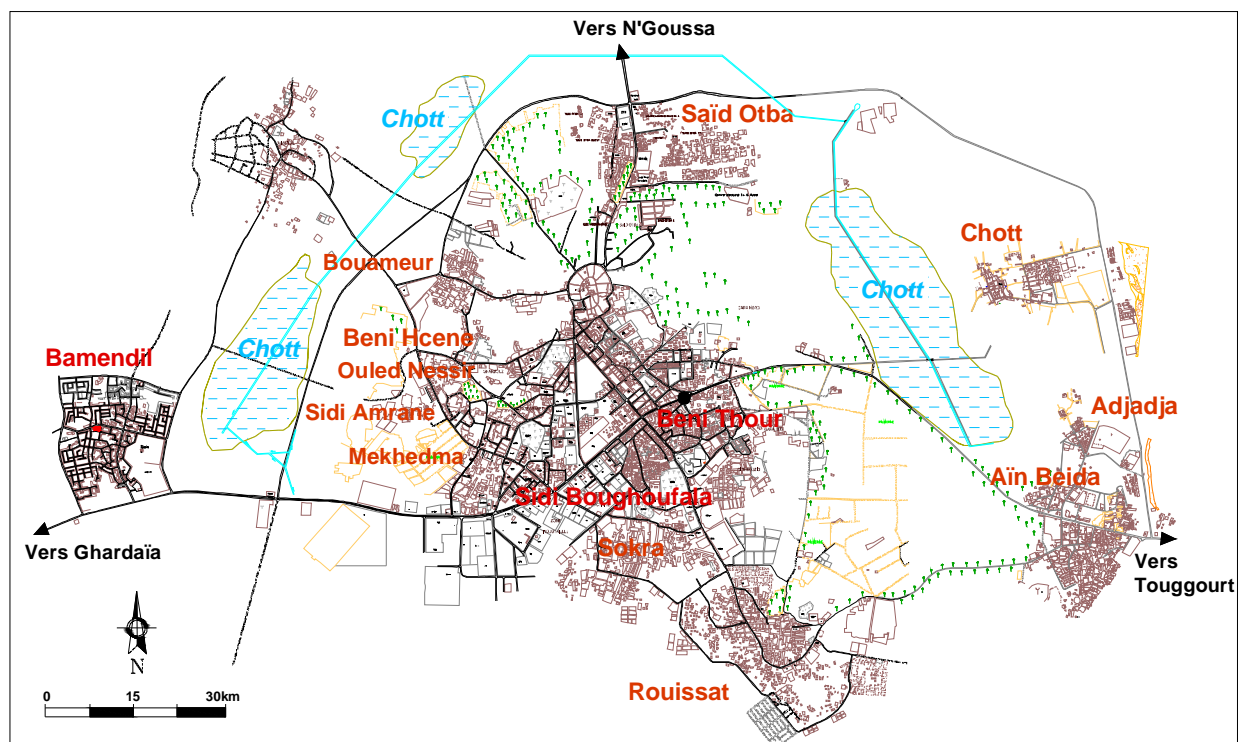 Vers N'Goussa
Chott
Saïd Otba
Chott
Bouameur
Chott
Beni Hcene
Chott
Bamendil
Ouled Nessir
Sidi Amrane
Beni Thour
Adjadja
Mekhedma
Aïn Beida
Sidi Boughoufala
Vers Ghardaïa
Sokra
Vers
Touggourt
N
Rouissat
0 15 30km